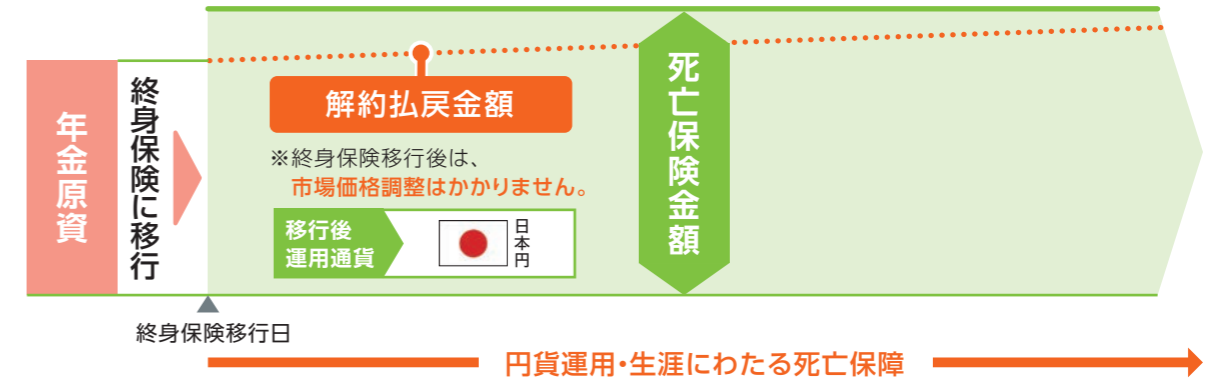 年金原資
終身保険に移行
解約払戻金額
※終身保険移行後は、
市場価格調整はかかりません。
移行後
運用通貨
日本円
死亡保険金額
終身保険移行日
円貨運用・生涯にわたる死亡保障